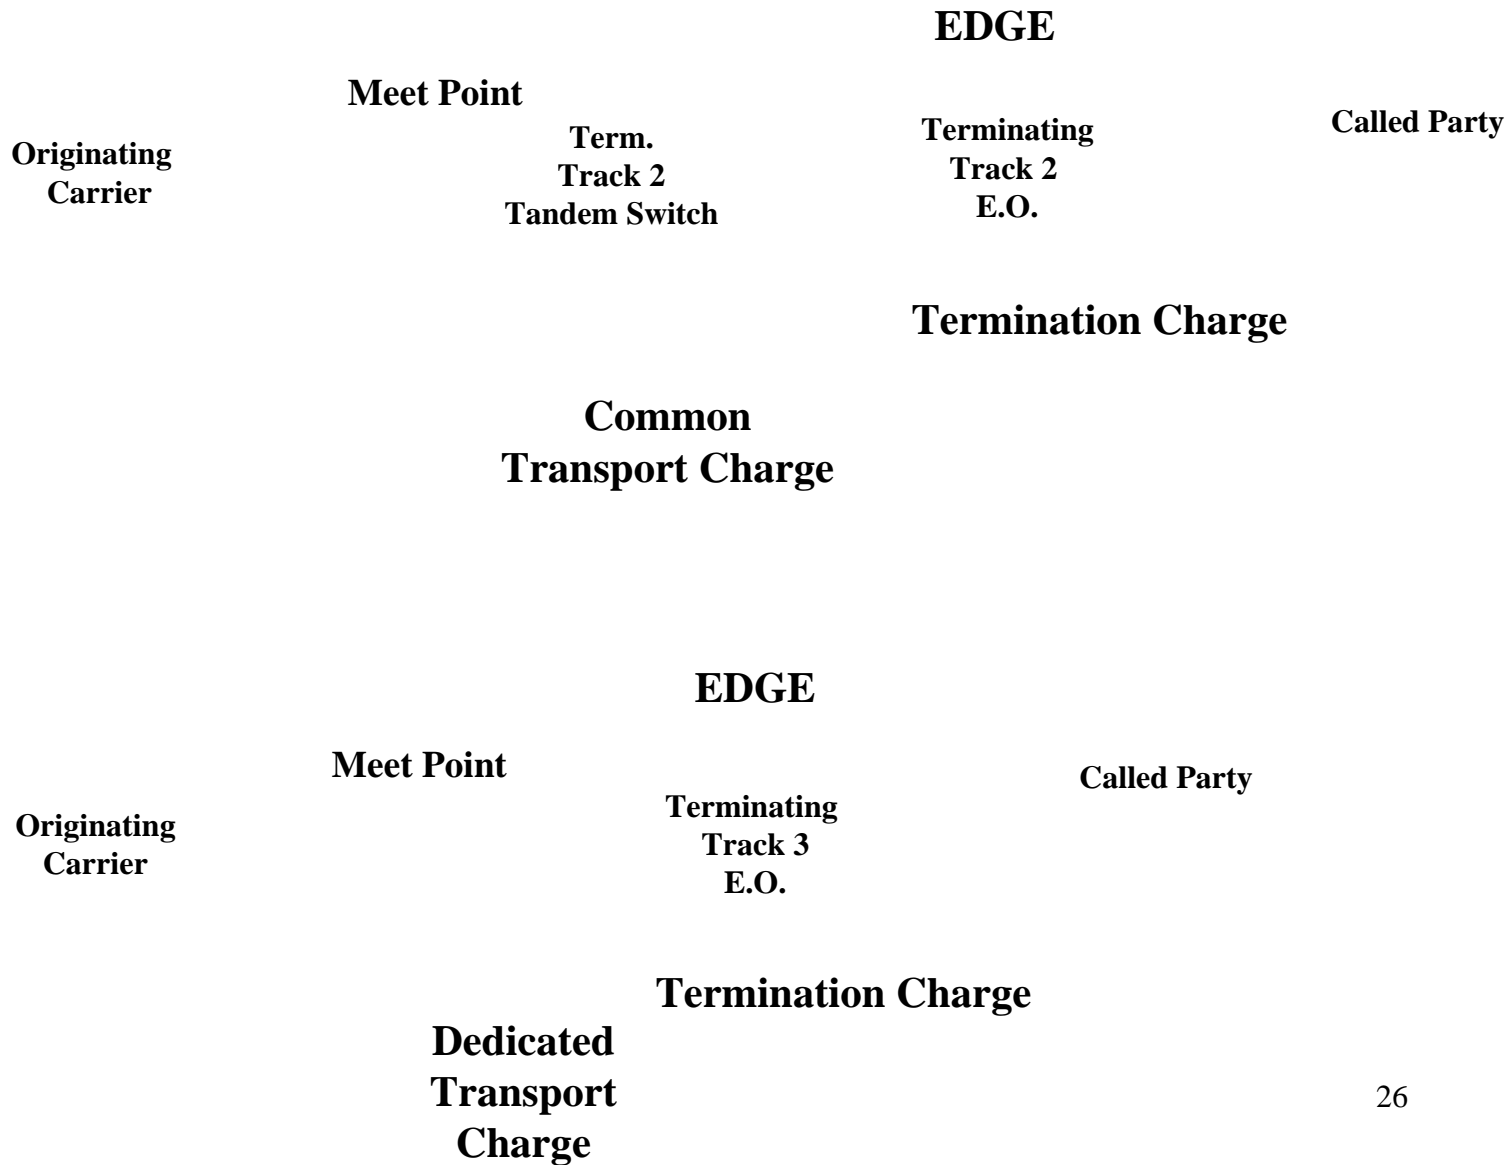 EDGE
Meet Point
Called Party
Originating
Carrier
Term.
Track 2
Tandem Switch
Terminating
Track 2
E.O.
Termination Charge
Common
Transport Charge
EDGE
Meet Point
Called Party
Originating
Carrier
Terminating
Track 3
E.O.
Termination Charge
Dedicated
Transport
Charge
26